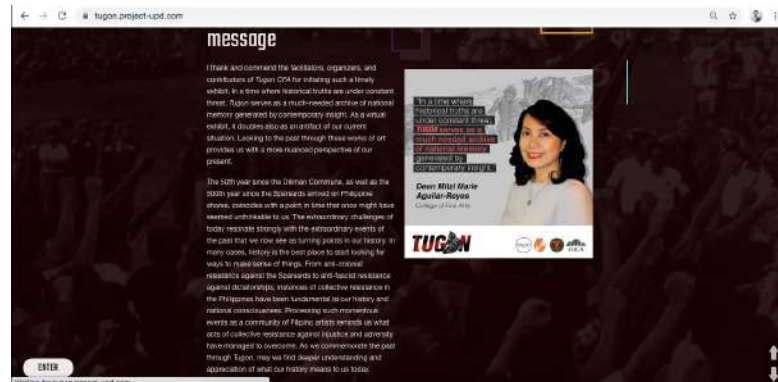 tugon.project-upd.com
message
I thank and commend the facilitators, organizers, and
contributors of Tugon CFA for initiating such a timely
exhibit. In a time where historical truths are under constant
threat, Tugon serves as a much-needed archive of national
memory generated by contemporary insight. As a virtual
exhibit, it doubles also as an artifact of our current
situation. Looking to the past through these works of art
provides us with a more nuanced perspective of our
present.
The 50th year since the Diliman Commune, as well as the
500th year since the Spaniards arrived on Philippine
shores, coincides with a point in time that once might have
seemed unthinkable to us. The extraordinary challenges of
today resonate strongly with the extraordinary events of
the past that we now see as turning points in our history. In
many cases, history is the best place to start looking for
ways to make sense of things. From anti-colonial
resistance against the Spaniards to anti-fascist resistance
against dictatorships, instances of collective resistance in
the Philippines have been fundamental to our history and
national consciousness. Processing such momentous
events as a community of Filipino artists reminds us what
acts of collective resistance against injustice and adversity
have managed to overcome. As we commemorate the past
through Tugon, may we find deeper understanding and
appreciation of what our history means to us today.
"In a time where
historical truths are
under constant threat,
TUGON serves as a
much needed archive
of national memory
generated by
contemporary insight."
Dean Mitzi Marie
Aguilar-Reyes
College of Fine Arts
TUGON
ENTER
Waiting for tugon.project-upd.com